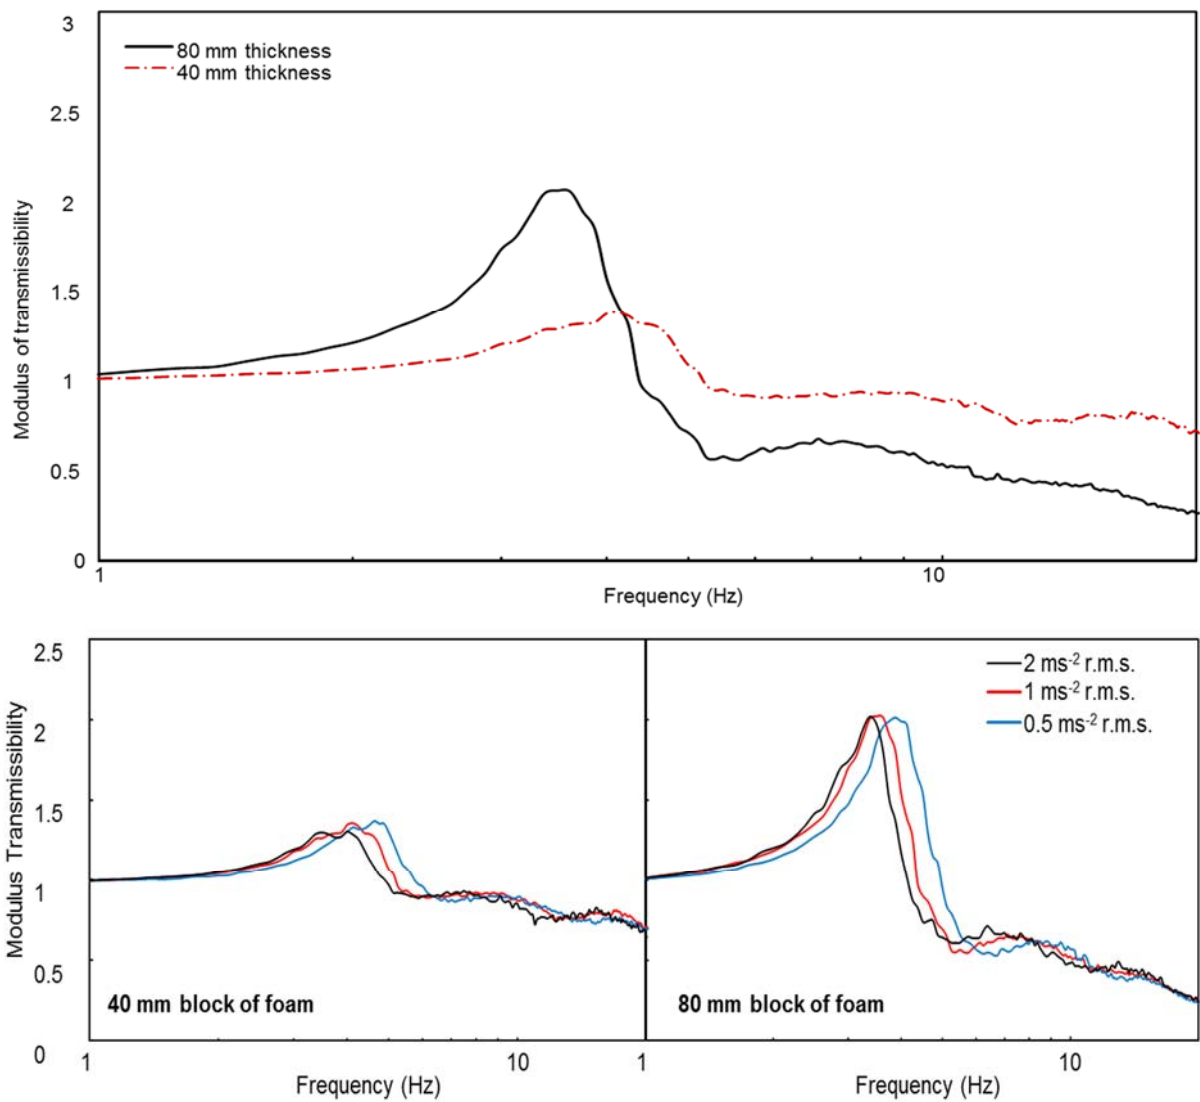 3
80 mm thickness
40 mm thickness
2.5
2
1.5
1
0.5
0
Modulus of transmissibility
1
10
Frequency (Hz)
2.5
2
1.5
1
0.5
0
Modulus Transmissibility
2 ms-2 r.m.s.
1 ms-2 r.m.s.
0.5 ms-2 r.m.s.
40 mm block of foam
80 mm block of foam
1
10
1
10
Frequency (Hz)
Frequency (Hz)